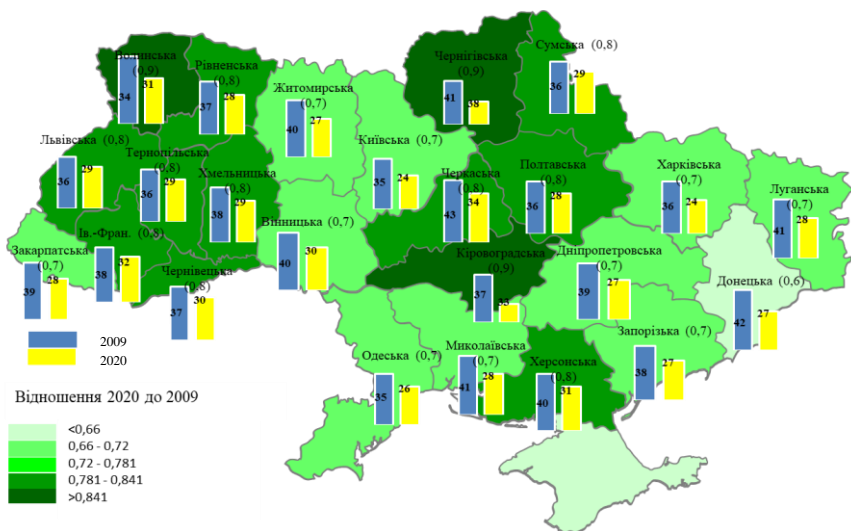 Волинська
(0,9)
34
31
Рівненська
(0,8)
37
28
Житомирська
(0,7)
40
27
Чернігівська
(0,9)
41
38
Сумська (0,8)
36
29
Львівська (0,8)
36
29
Тернопільська
(0,8)
36
29
Хмельницька
(0,8)
38
29
Київська (0,7)
35
24
Черкаська
(0,8)
43
34
Полтавська
(0,8)
36
28
Харківська
(0,7)
36
24
Луганська
(0,7)
41
28
Закарпатська
(0,7)
39
28
Ів.-Фран. (0,8)
38
32
Чернівецька
(0,8)
37
30
Вінницька (0,7)
40
30
Кіровоградська
(0,9)
37
33
Дніпропетровська
(0,7)
39
27
Донецька (0,6)
42
27
Одеська (0,7)
35
26
Миколаївська
(0,7)
41
28
Херсонська
(0,8)
40
31
Запорізька (0,7)
38
27
2009
2020
Відношення 2020 до 2009
<0,66
0,66 - 0,72
0,72 - 0,781
0,781 - 0,841
>0,841